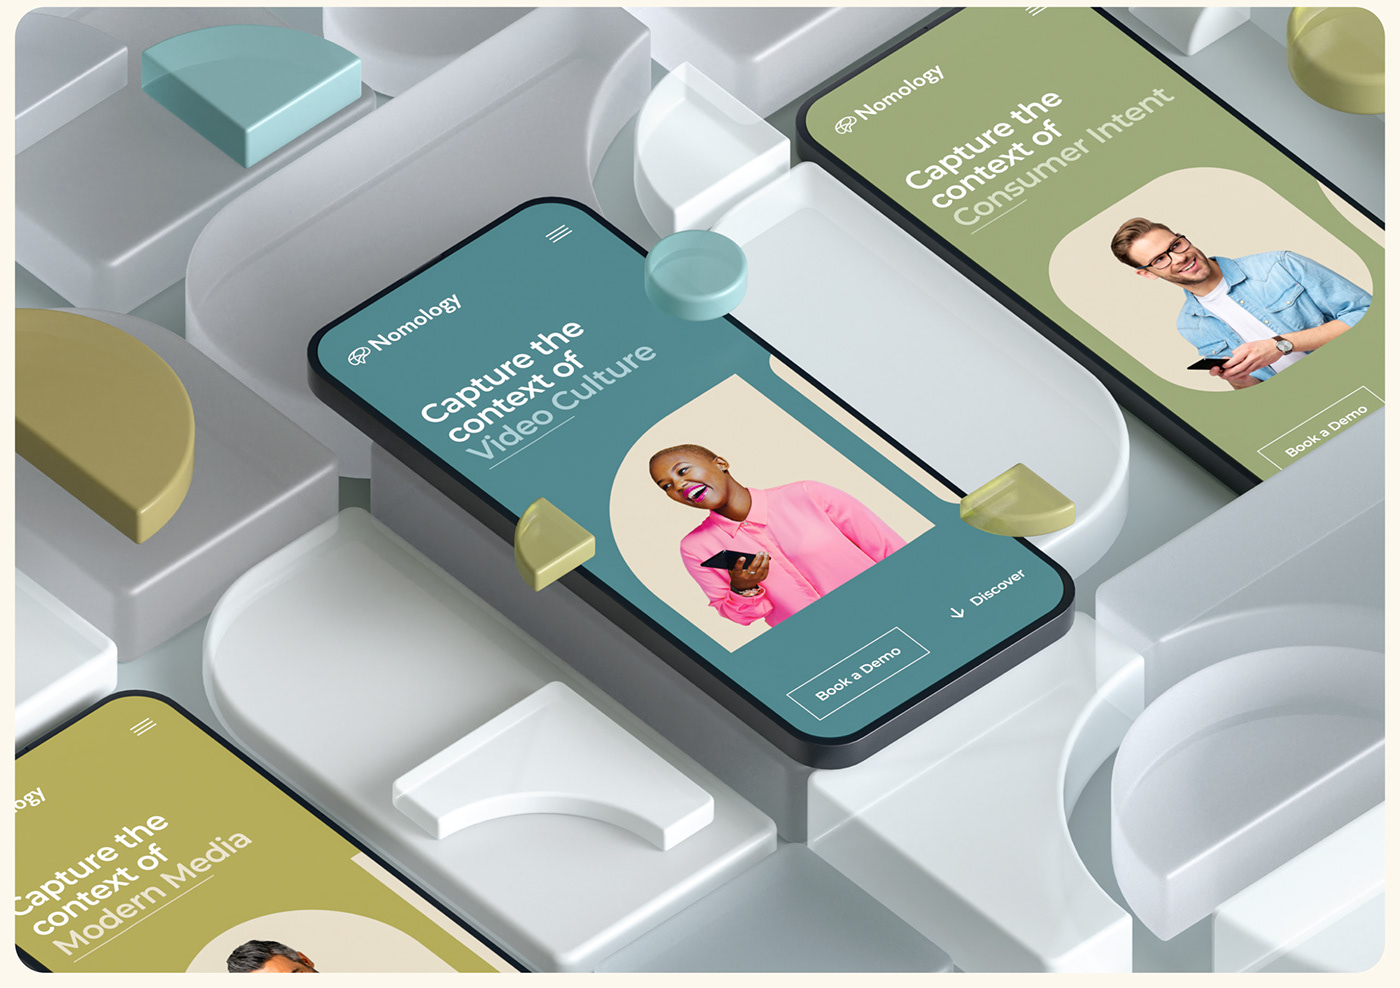 Nomology
Capture the
context of
Video Culture
Book a Demo
Discover
Nomology
Capture the
context of
Consumer Intent
Book a Demo
ogy
Capture the
context of
Modern Media